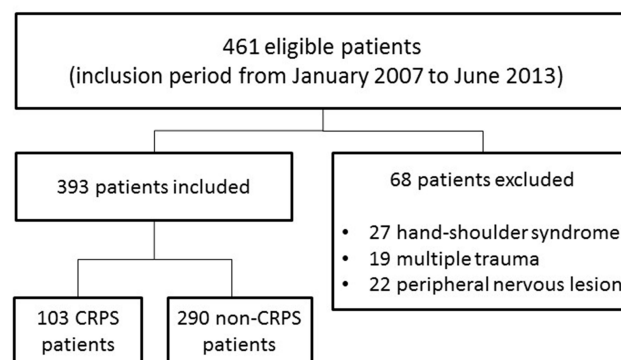 461 eligible patients
(inclusion period from January 2007 to June 2013)
393 patients included
68 patients excluded
• 27 hand-shoulder syndrome
• 19 multiple trauma
• 22 peripheral nervous lesion
103 CRPS
patients
290 non-CRPS
patients